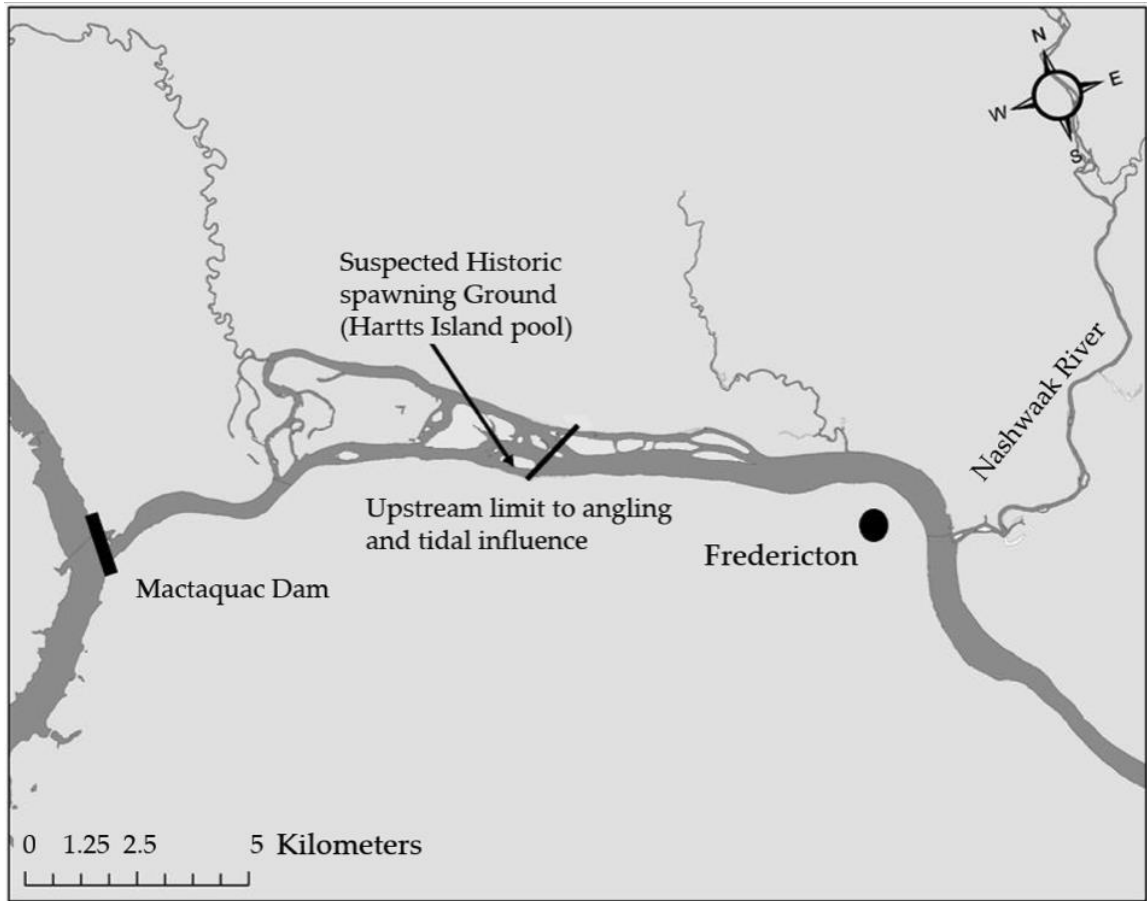 N
E
W
S
Suspected Historic
spawning Ground
(Hartts Island pool)
Nashwaak River
Upstream limit to angling
and tidal influence
Fredericton
Mactaquac Dam
0 1.25 2.5 5 Kilometers